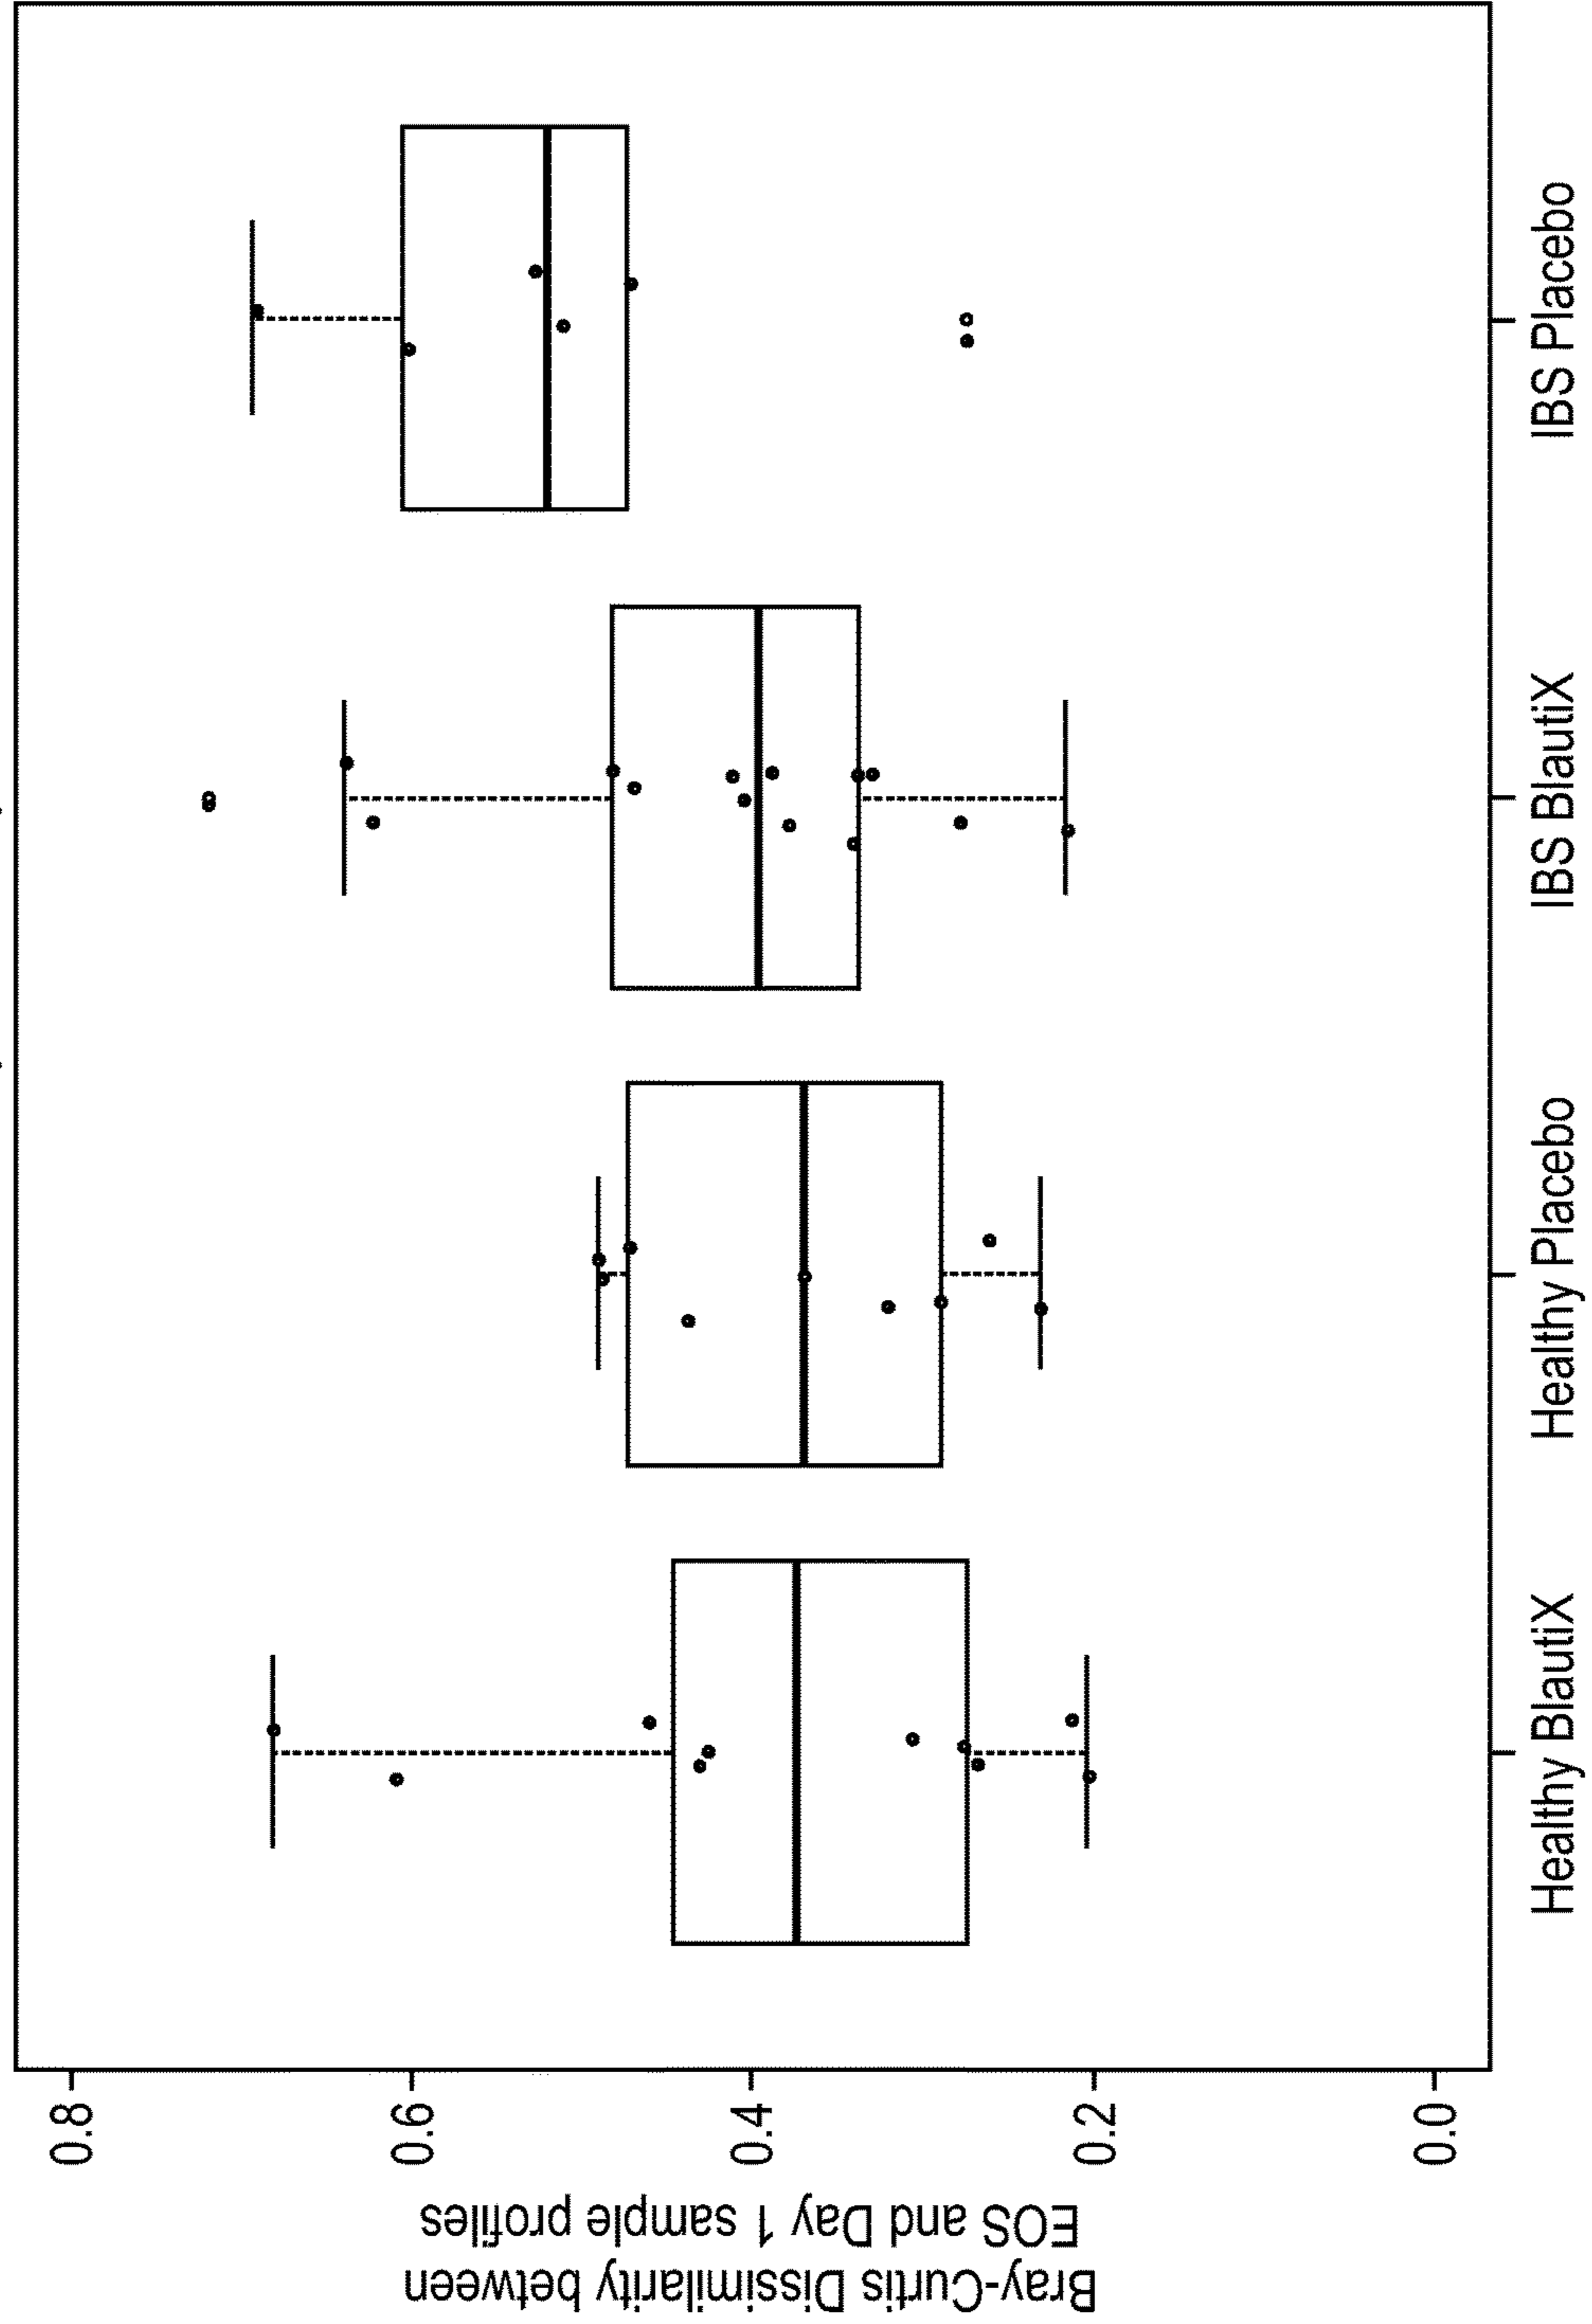 Bray-Curtis Dissimilarity between
EOS and Day 1 sample profiles
0.8
0.6
0.4
0.2
0.0
Healthy BlautiX
Healthy Placebo
IBS BlautiX
IBS Placebo